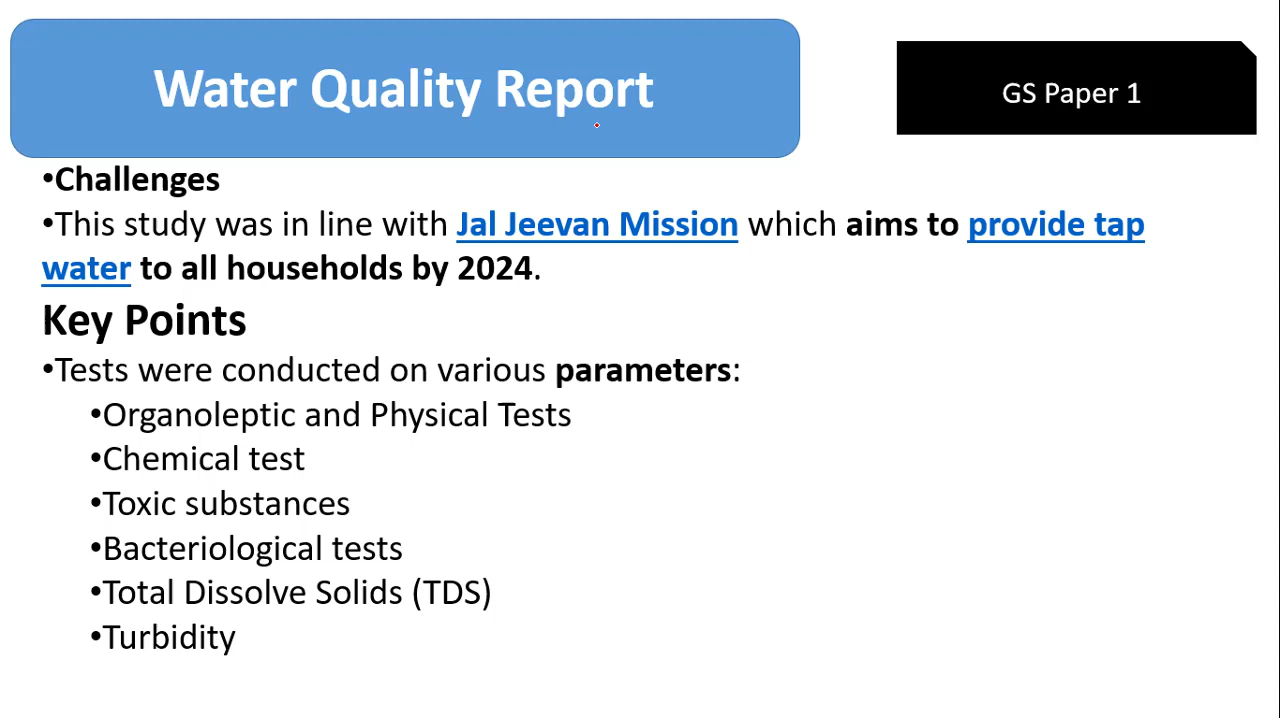 Water Quality Report
GS Paper 1
•Challenges
•This study was in line with Jal Jeevan Mission which aims to provide tap
water to all households by 2024.
Key Points
•Tests were conducted on various parameters:
•Organoleptic and Physical Tests
•Chemical test
•Toxic substances
•Bacteriological tests
•Total Dissolve Solids (TDS)
•Turbidity